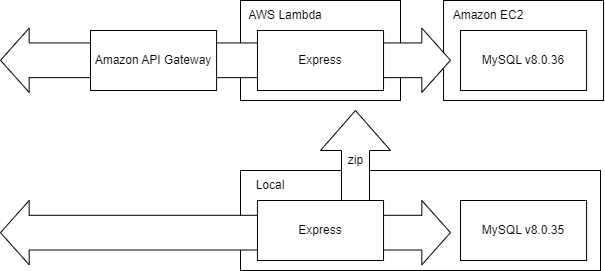 AWS Lambda
Amazon EC2
Amazon API Gateway
Express
MySQL v8.0.36
zip
Local
Express
MySQL v8.0.35